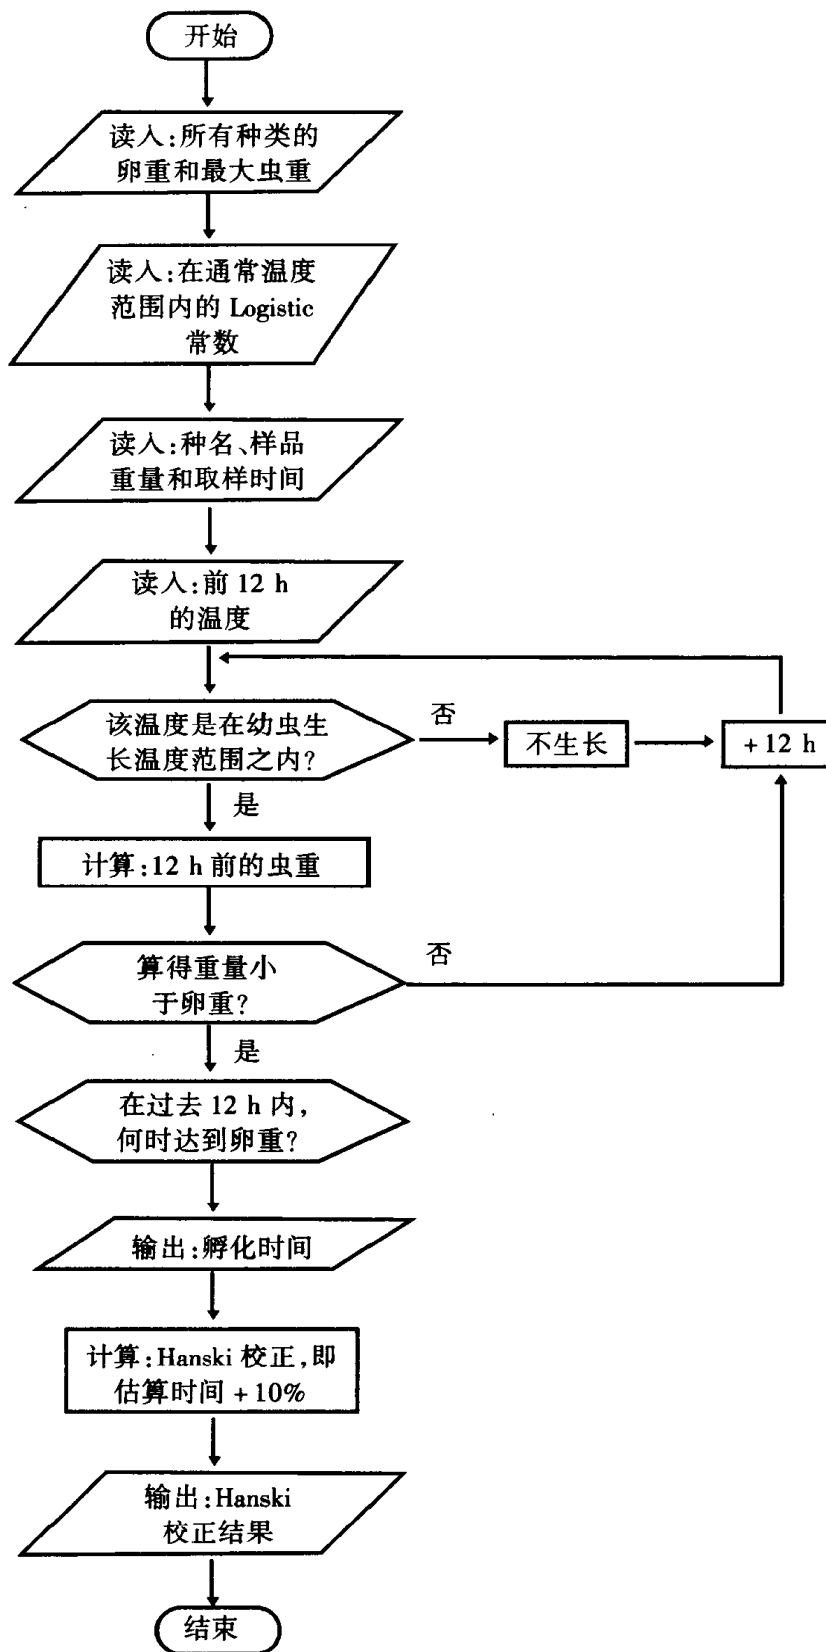 开始
读入:所有种类的
卵重和最大虫重
读入:在通常温度
范围内的 Logistic
常数
读入:种名、样品
重量和取样时间
读入:前 12 h
的温度
该温度是在幼虫生
长温度范围之内?
否
不生长
+12 h
是
计算:12 h 前的虫重
算得重量小
于卵重?
否
是
在过去 12 h 内,
何时达到卵重?
输出:孵化时间
计算:Hanski 校正,即
估算时间 + 10%
输出:Hanski
校正结果
结束